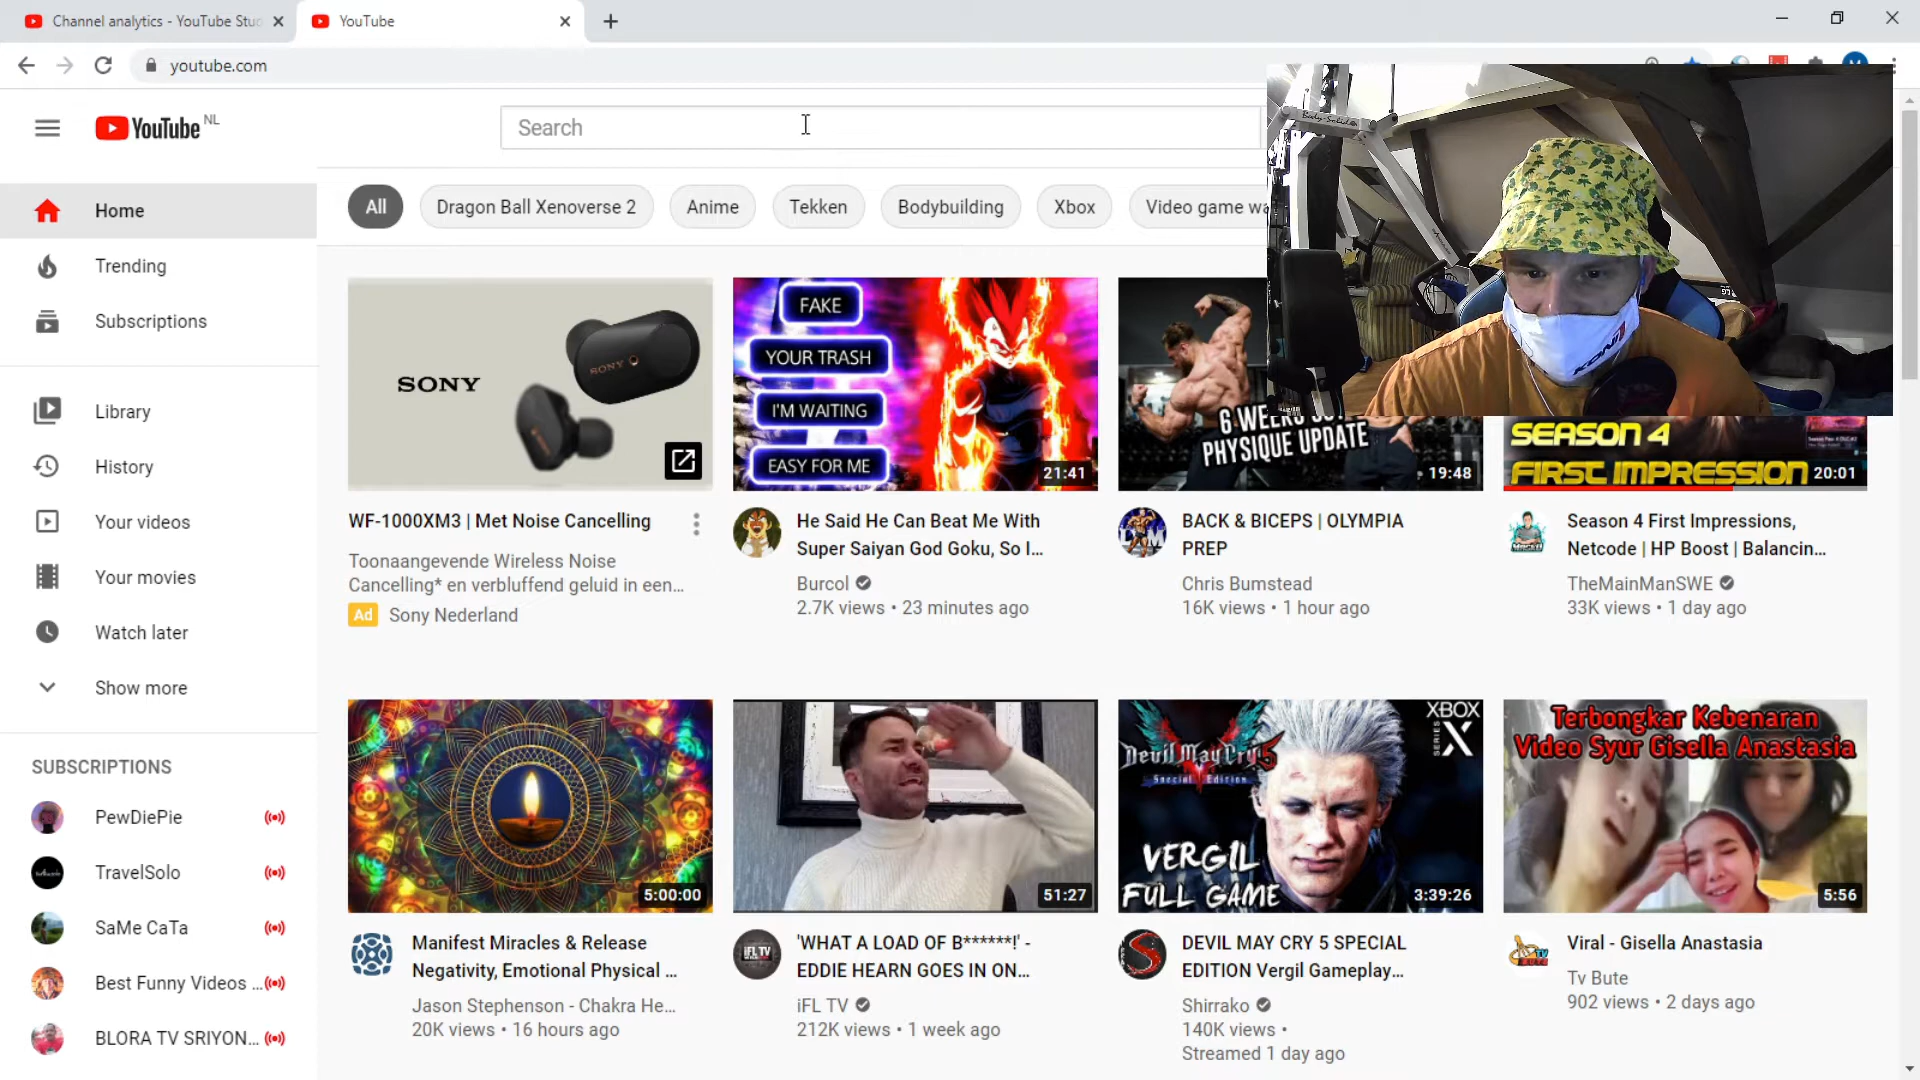 Channel analytics - YouTube Stu
YouTube
youtube.com
YouTube NL
Search
Home
Trending
Subscriptions
Library
History
Your videos
Your movies
Watch later
Show more
SUBSCRIPTIONS
PewDiePie
TravelSolo
SaMe CaTa
Best Funny Videos ...
BLORA TV SRIYON...
All
Dragon Ball Xenoverse 2
Anime
Tekken
Bodybuilding
Xbox
Video game wa
Body-Solid
SONY
SONY
FAKE
YOUR TRASH
I'M WAITING
EASY FOR ME
21:41
6 WEEKS OUT
PHYSIQUE UPDATE
19:48
SEASON 4
FIRST IMPRESSION
20:01
WF-1000XM3 | Met Noise Cancelling
Toonaangevende Wireless Noise
Cancelling* en verbluffend geluid in een...
Ad Sony Nederland
He Said He Can Beat Me With
Super Saiyan God Goku, So I...
Burcol
2.7K views • 23 minutes ago
BACK & BICEPS | OLYMPIA
PREP
Chris Bumstead
16K views • 1 hour ago
Season 4 First Impressions,
Netcode | HP Boost | Balancin...
TheMainManSWE
33K views • 1 day ago
5:00:00
51:27
Devil May Cry 5
Special Edition
XBOX
SERIES X
VERGIL
FULL GAME
3:39:26
Terbongkar Kebenaran
Video Syur Gisella Anastasia
5:56
Manifest Miracles & Release
Negativity, Emotional Physical ...
Jason Stephenson - Chakra He...
20K views • 16 hours ago
iFL TV
'WHAT A LOAD OF B******!' -
EDDIE HEARN GOES IN ON...
iFL TV
212K views • 1 week ago
DEVIL MAY CRY 5 SPECIAL
EDITION Vergil Gameplay...
Shirrako
140K views •
Streamed 1 day ago
TV
BUTE
Viral - Gisella Anastasia
Tv Bute
902 views • 2 days ago